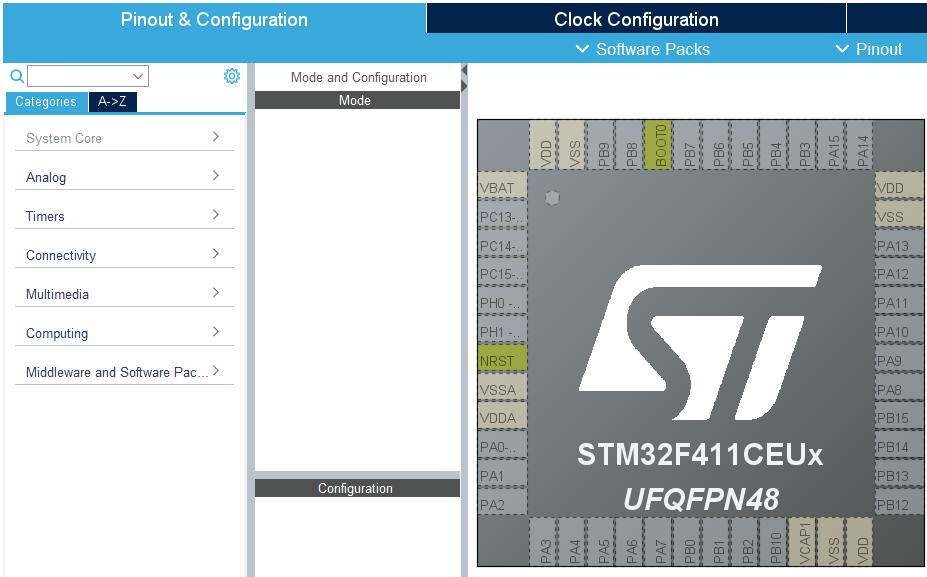 Pinout & Configuration
Clock Configuration
Software Packs
Pinout
Categories
A->Z
System Core
Analog
Timers
Connectivity
Multimedia
Computing
Middleware and Software Pac...
Mode and Configuration
Mode
Configuration
VDD
VSS
PB9
PB8
BOOT0
PB7
PB6
PB5
PB4
PB3
PA15
PA14
VBAT
PC13-..
PC14-..
PC15-..
PH0 -..
PH1 -..
NRST
VSSA
VDDA
PA0-..
PA1
PA2
STM32F411CEUx
UFQFPN48
VDD
VSS
PA13
PA12
PA11
PA10
PA9
PA8
PB15
PB14
PB13
PB12
PA3
PA4
PA5
PA6
PA7
PB0
PB1
PB2
PB10
VCAP1
VSS
VDD